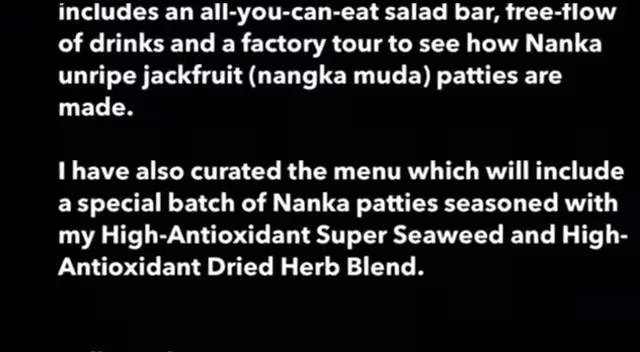 includes an all-you-can-eat salad bar, free-flow
of drinks and a factory tour to see how Nanka
unripe jackfruit (nangka muda) patties are
made.
I have also curated the menu which will include
a special batch of Nanka patties seasoned with
my High-Antioxidant Super Seaweed and High-
Antioxidant Dried Herb Blend.